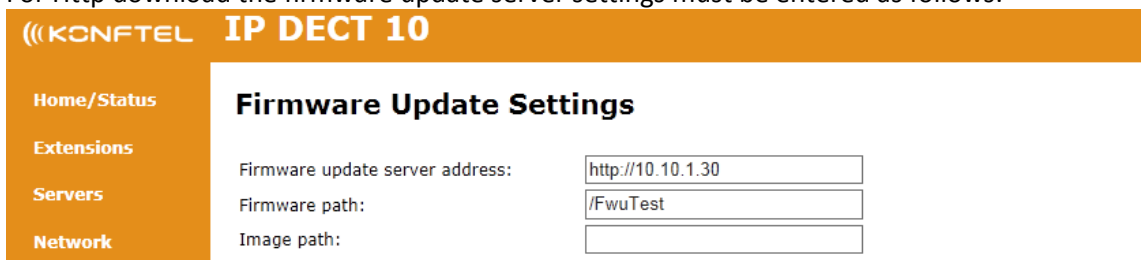 For Http download the firmware update server settings must be entered as follows:
((KONFTEL IP DECT 10
Home/Status
Firmware Update Settings
Extensions
Firmware update server address: http://10.10.1.30
Servers
Firmware path: /FwuTest
Network
Image path: